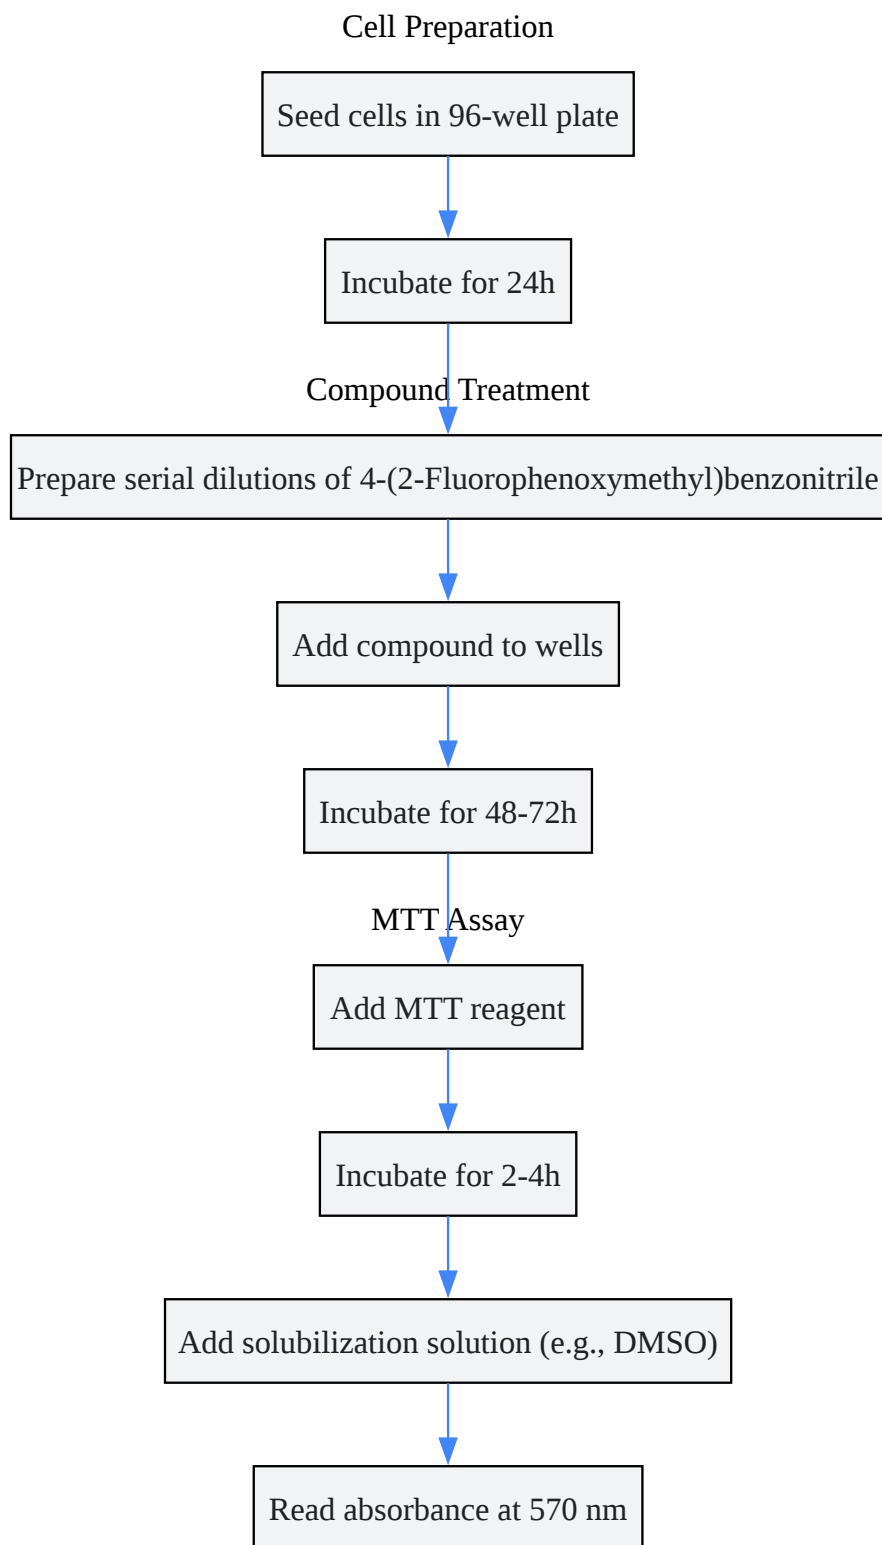 Cell Preparation
Seed cells in 96-well plate
Incubate for 24h
Compound Treatment
Prepare serial dilutions of 4-(2-Fluorophenoxymethyl)benzonitrile
Add compound to wells
Incubate for 48-72h
MTT Assay
Add MTT reagent
Incubate for 2-4h
Add solubilization solution (e.g., DMSO)
Read absorbance at 570 nm